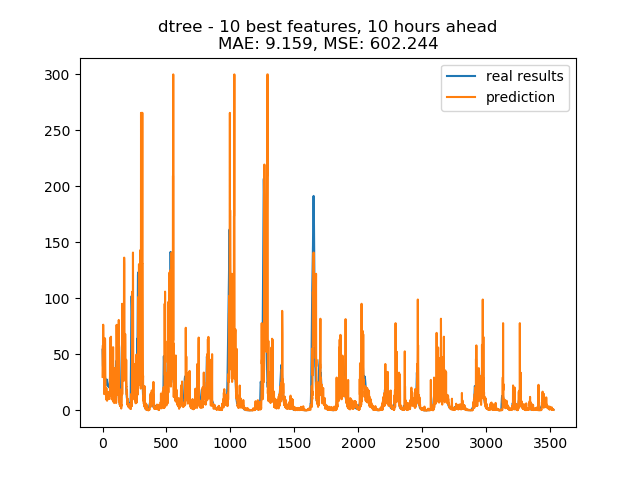 dtree - 10 best features, 10 hours ahead
MAE: 9.159, MSE: 602.244
real results
prediction
300
250
200
150
100
50
0
0 500 1000 1500 2000 2500 3000 3500